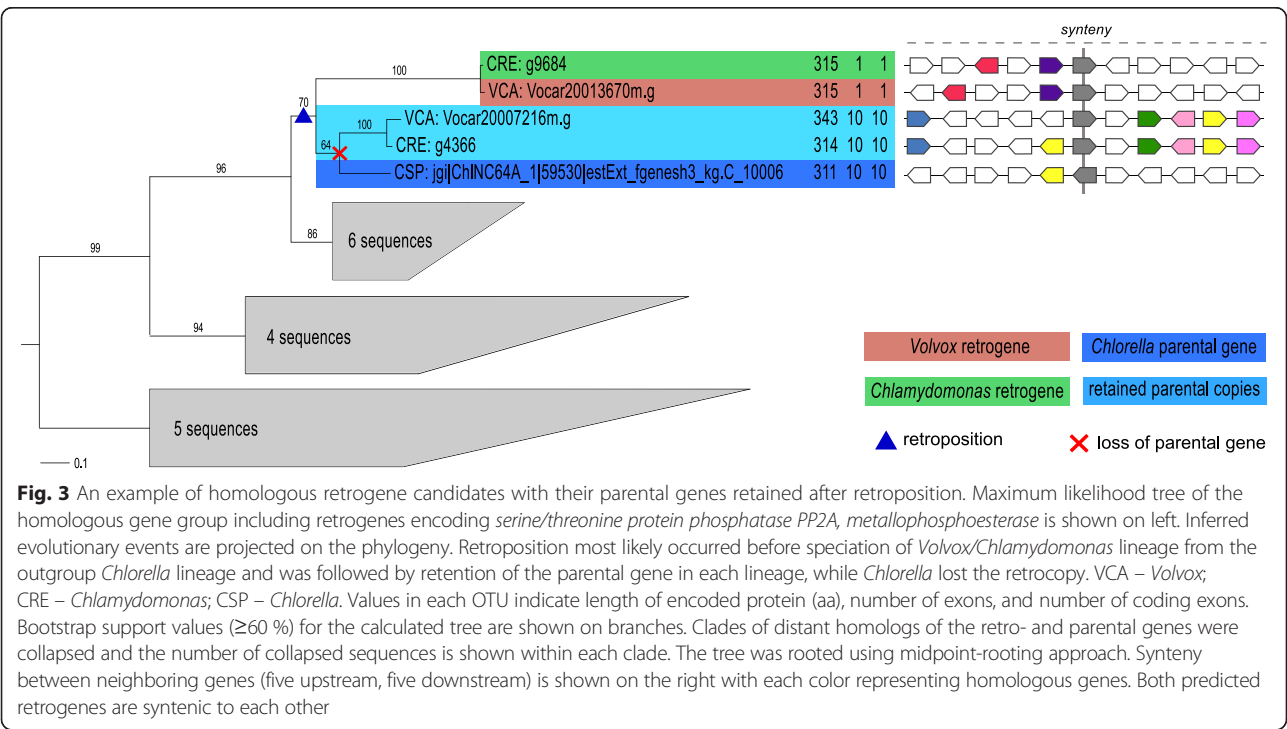 synteny
100
CRE: g9684 315 1 1
VCA: Vocar20013670m.g 315 1 1
70
100
VCA: Vocar20007216m.g 343 10 10
CRE: g4366 314 10 10
64
CSP: jgi|ChlNC64A_1|59530|estExt_fgenesh3_kg.C_10006 311 10 10
96
86
6 sequences
99
94
4 sequences
5 sequences
0.1
Volvox retrogene
Chlorella parental gene
Chlamydomonas retrogene
retained parental copies
retroposition
loss of parental gene
Fig. 3 An example of homologous retrogene candidates with their parental genes retained after retroposition. Maximum likelihood tree of the
homologous gene group including retrogenes encoding serine/threonine protein phosphatase PP2A, metallophosphoesterase is shown on left. Inferred
evolutionary events are projected on the phylogeny. Retroposition most likely occurred before speciation of Volvox/Chlamydomonas lineage from the
outgroup Chlorella lineage and was followed by retention of the parental gene in each lineage, while Chlorella lost the retrocopy. VCA – Volvox;
CRE – Chlamydomonas; CSP – Chlorella. Values in each OTU indicate length of encoded protein (aa), number of exons, and number of coding exons.
Bootstrap support values (≥60 %) for the calculated tree are shown on branches. Clades of distant homologs of the retro- and parental genes were
collapsed and the number of collapsed sequences is shown within each clade. The tree was rooted using midpoint-rooting approach. Synteny
between neighboring genes (five upstream, five downstream) is shown on the right with each color representing homologous genes. Both predicted
retrogenes are syntenic to each other